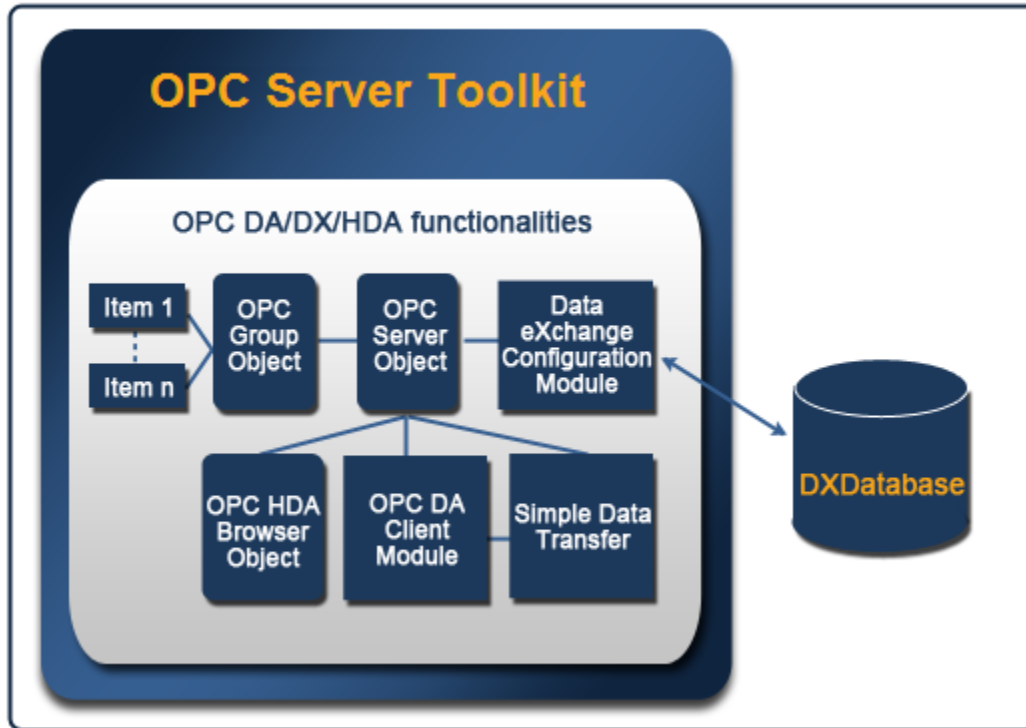 OPC Server Toolkit
OPC DA/DX/HDA functionalities
Item 1
Item n
OPC
Group
Object
OPC
Server
Object
Data
eXchange
Configuration
Module
DXDatabase
OPC HDA
Browser
Object
OPC DA
Client
Module
Simple Data
Transfer